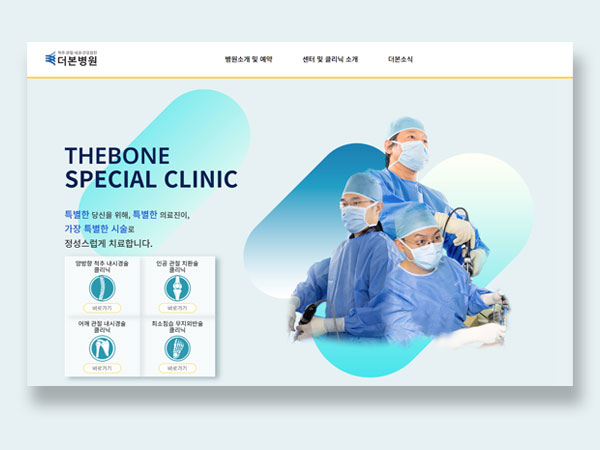 척추·관절·내과·건강검진
더본병원
병원소개 및 예약 센터 및 클리닉 소개 더본소식
THEBONE
SPECIAL CLINIC
특별한 당신을 위해, 특별한 의료진이,
가장 특별한 시술로
정성스럽게 치료합니다.
양방향 척추 내시경술
클리닉
바로가기
인공 관절 치환술
클리닉
바로가기
어깨 관절 내시경술
클리닉
바로가기
최소침습 무지외반술
클리닉
바로가기